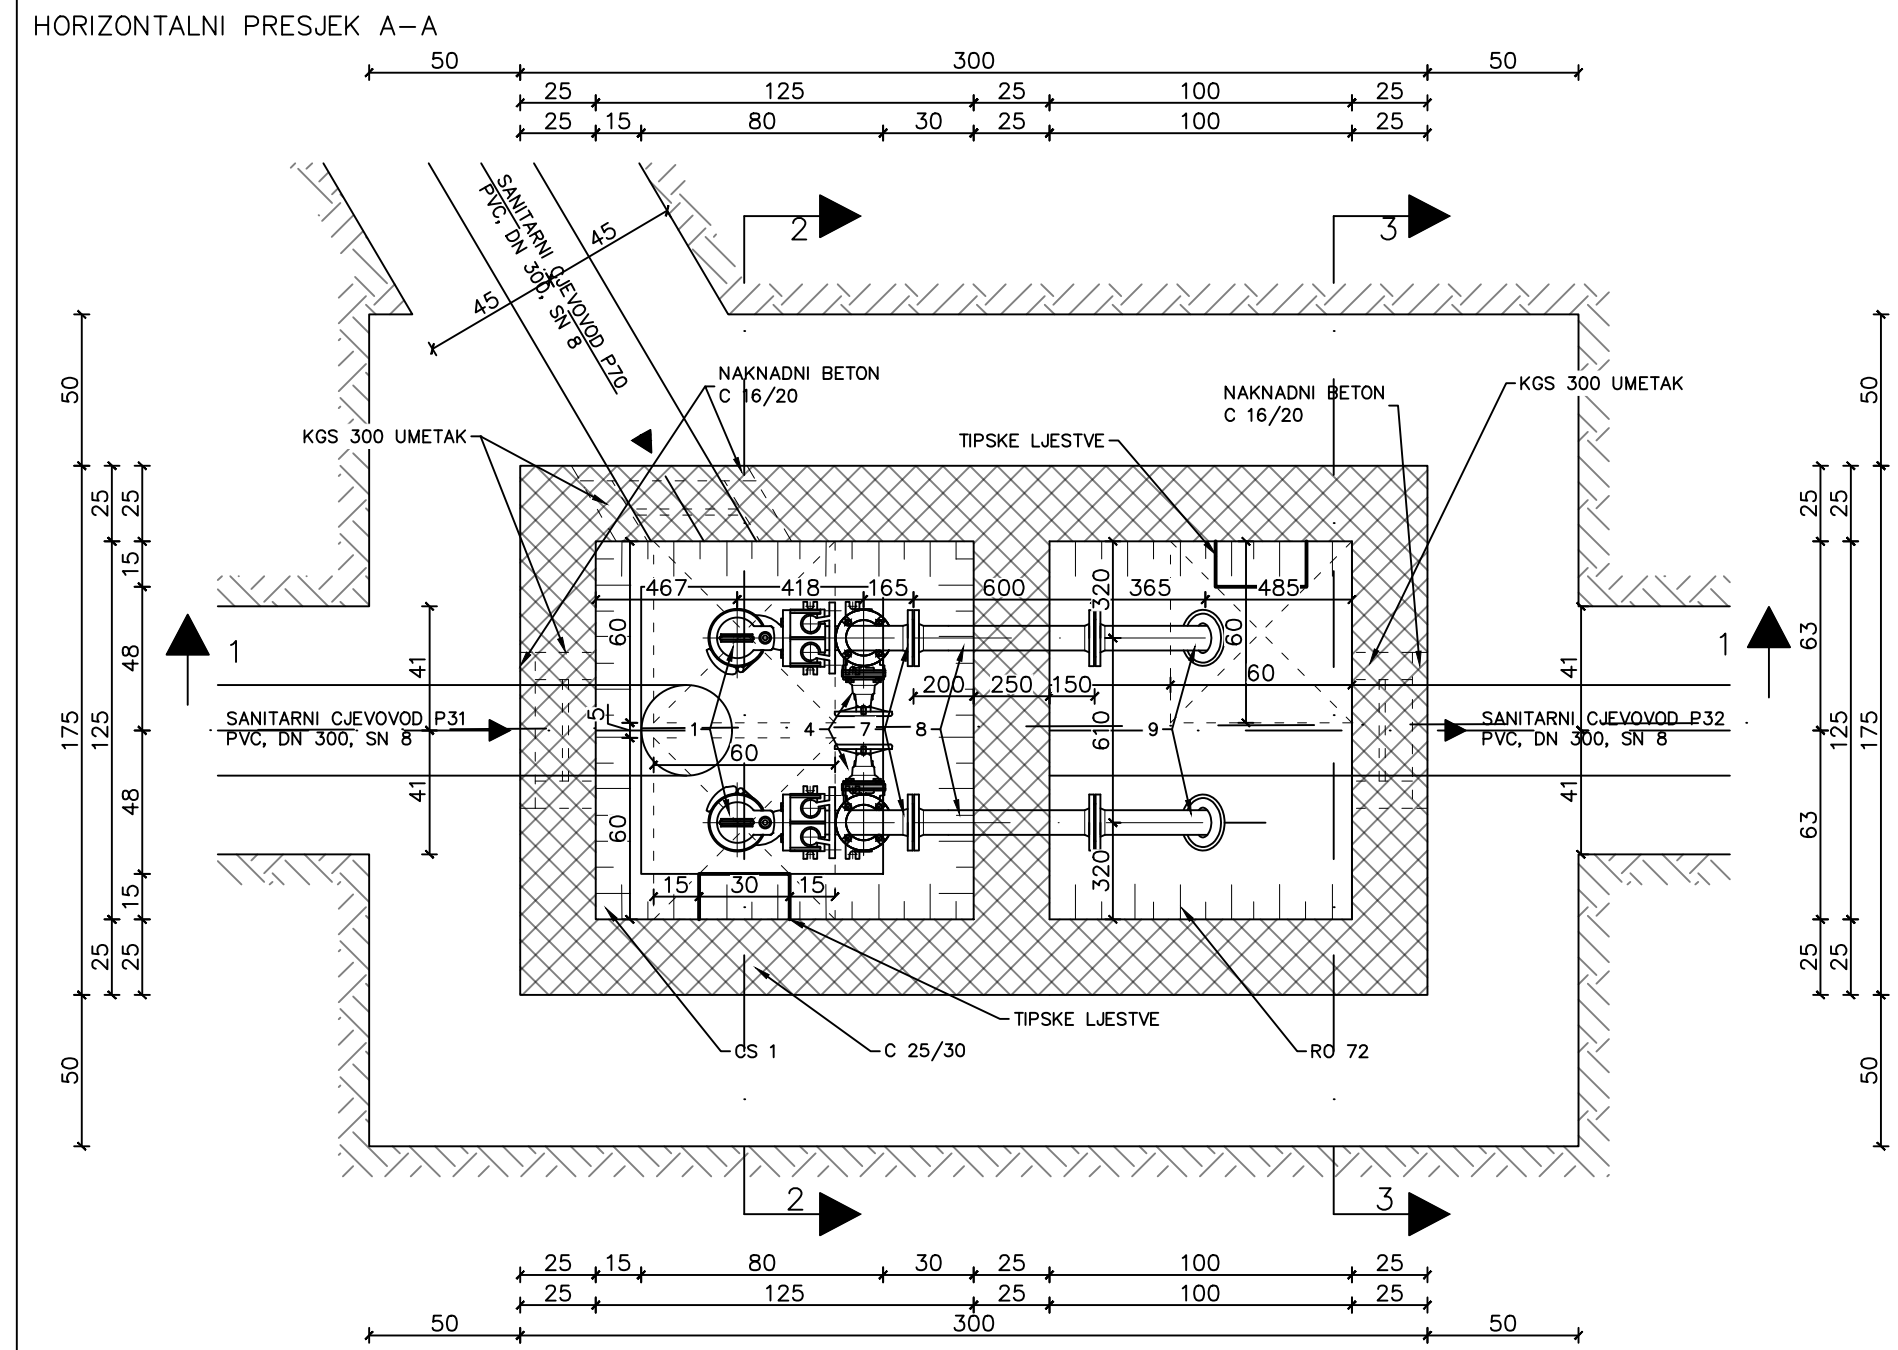 HORIZONTALNI PRESJEK A-A
50 300 50
25 125 25 100 25
25 15 80 30 25 100 25
SANITARNI CJEVOVOD P70
PVC, DN 300, SN 8
45
45
2
3
NAKNADNI BETON
C 16/20
KGS 300 UMETAK
TIPSKE LJESTVE
NAKNADNI BETON
C 16/20
KGS 300 UMETAK
50
175
50
25
125
25
25
15
48
48
15
25
41
41
1
SANITARNI CJEVOVOD P31
PVC, DN 300, SN 8
467 418 165 600 365 485
60
5
60
60
200 250 150
320
610
320
60
60
1 4 7 8 9
15 30 15
1
SANITARNI CJEVOVOD P32
PVC, DN 300, SN 8
41
41
25
63
63
25
25
125
25
50
175
50
TIPSKE LJESTVE
CS 1
C 25/30
RO 72
2
3
25 15 80 30 25 100 25
25 125 25 100 25
50 300 50